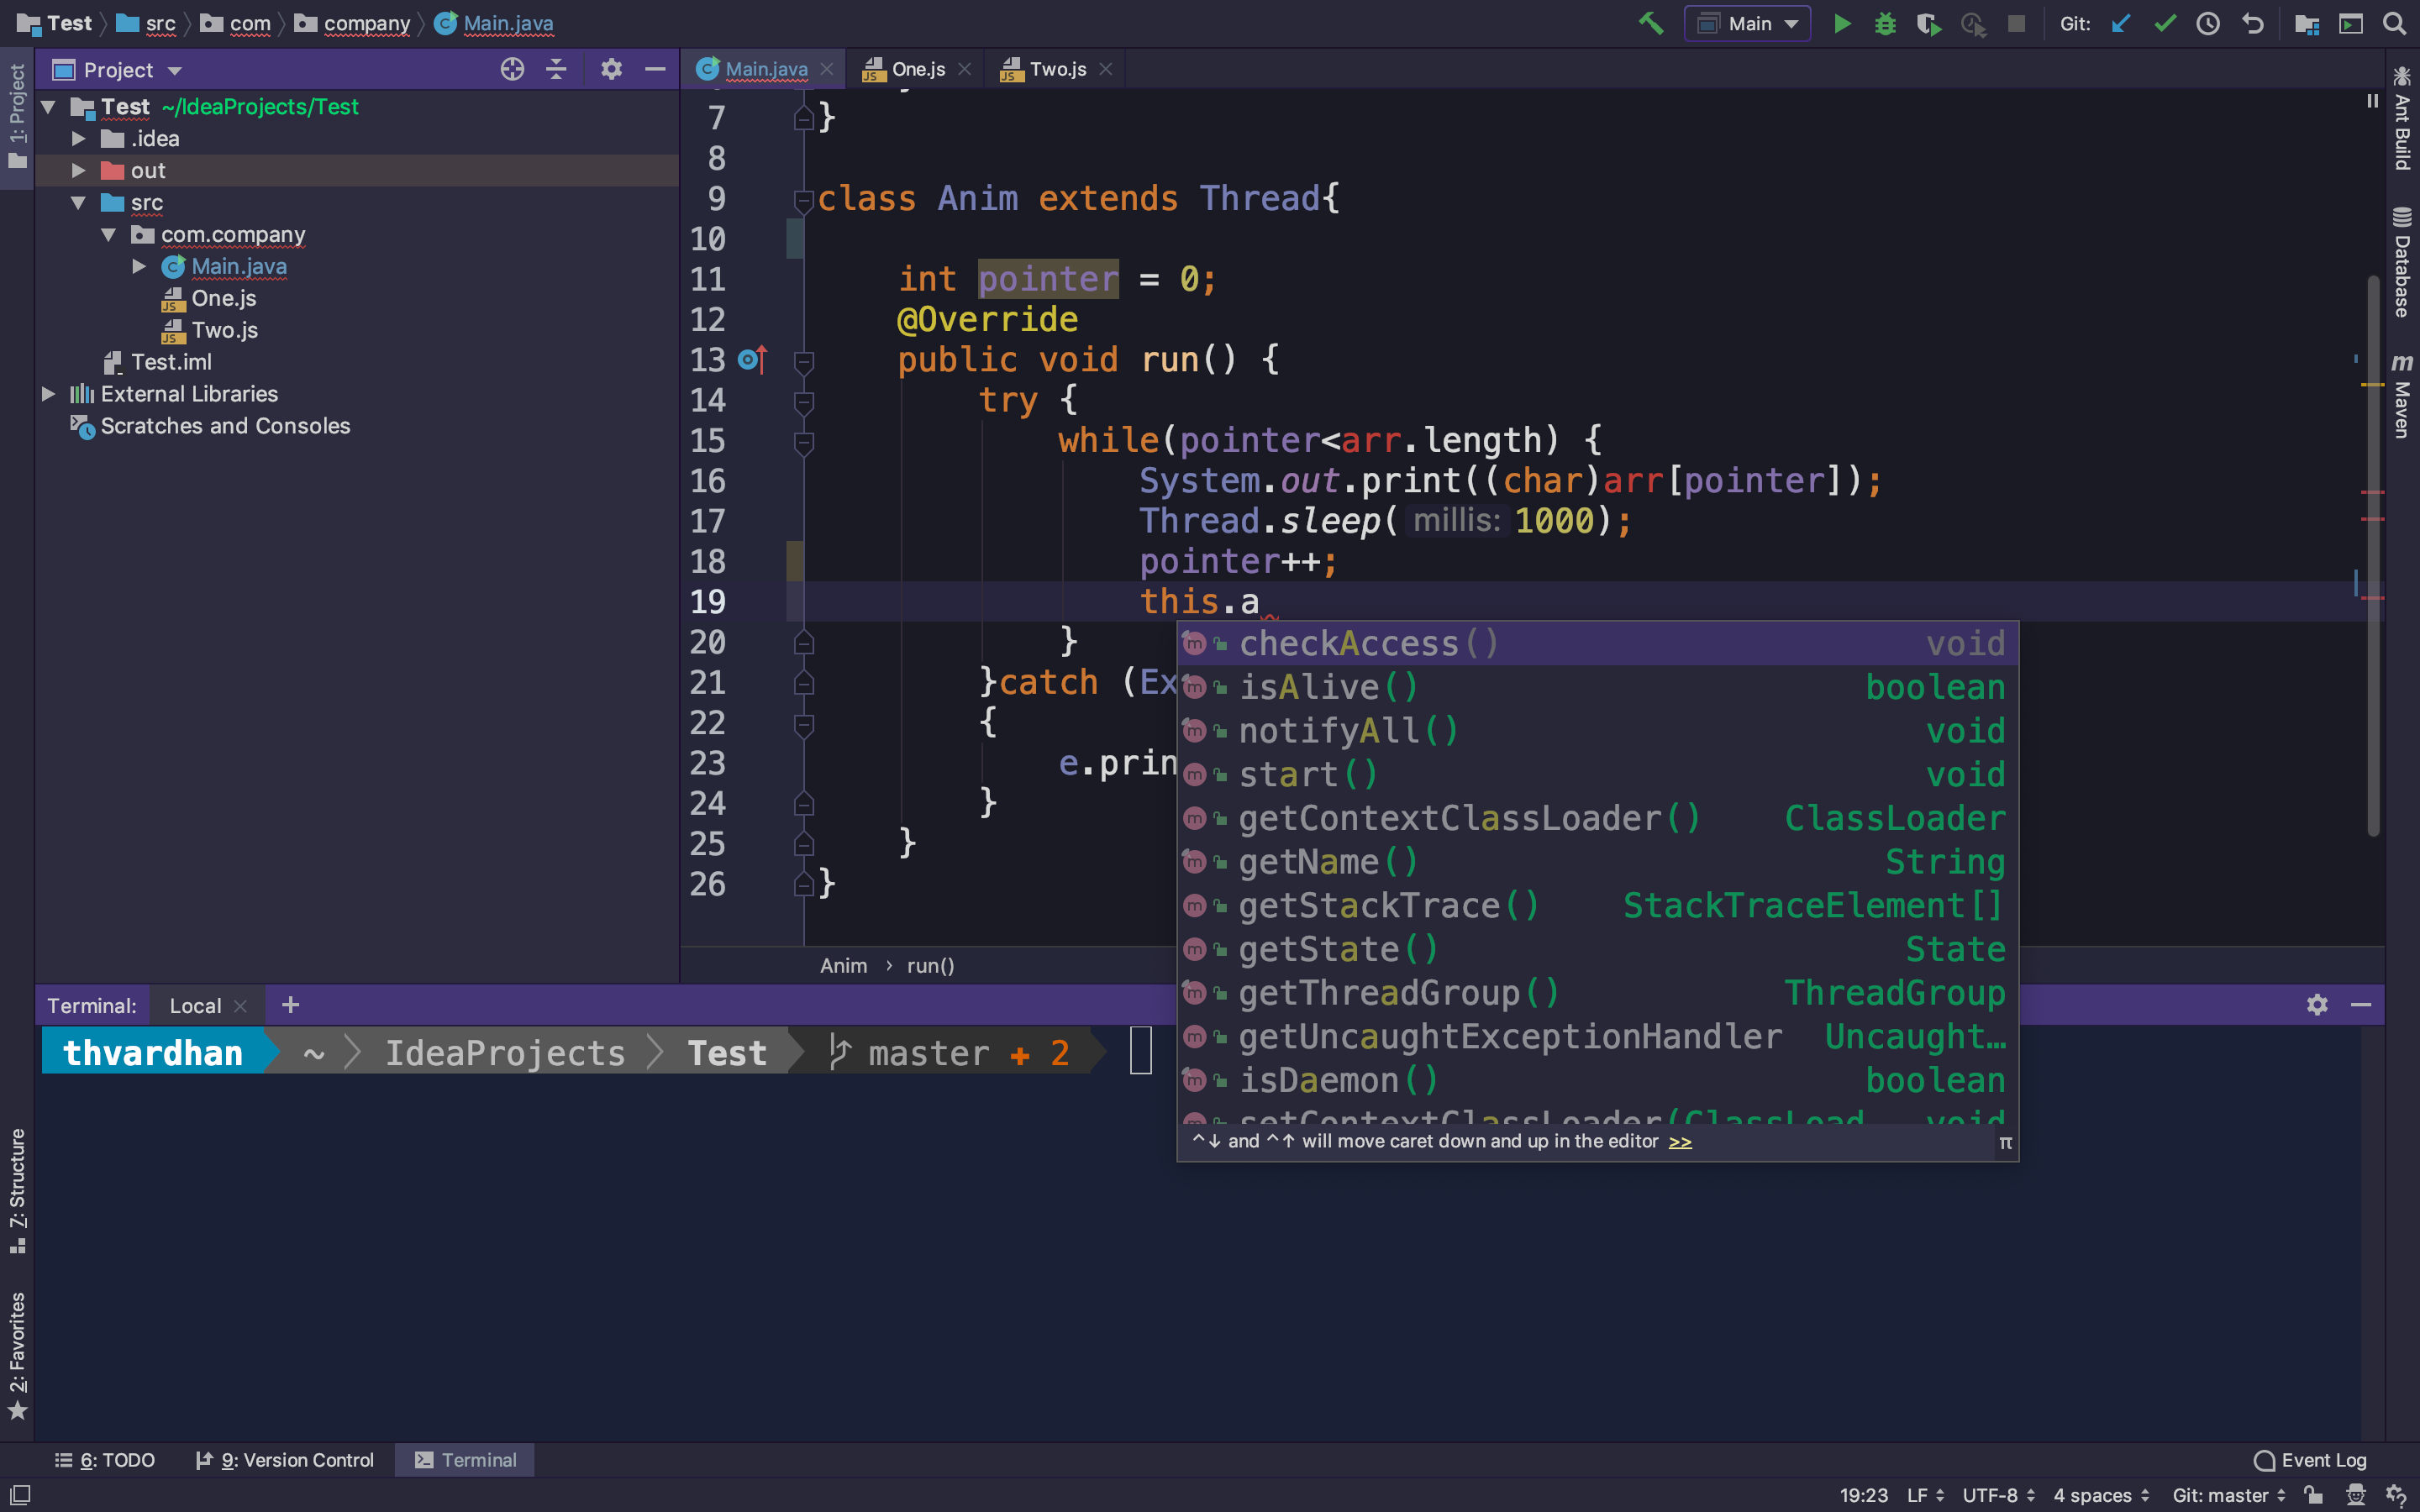 Test src com company Main.java
Main Git:
1: Project
Project
Test ~/IdeaProjects/Test
.idea
out
src
com.company
Main.java
One.js
Two.js
Test.iml
External Libraries
Scratches and Consoles
7: Structure
2: Favorites
Main.java One.js Two.js
7 }
8
9 class Anim extends Thread{
10
11 int pointer = 0;
12 @Override
13 public void run() {
14 try {
15 while(pointer<arr.length) {
16 System.out.print((char)arr[pointer]);
17 Thread.sleep( millis: 1000);
18 pointer++;
19 this.a
20 }
21 }catch (Ex
22 {
23 e.prin
24 }
25 }
26 }
checkAccess() void
isAlive() boolean
notifyAll() void
start() void
getContextClassLoader() ClassLoader
getName() String
getStackTrace() StackTraceElement[]
getState() State
getThreadGroup() ThreadGroup
getUncaughtExceptionHandler Uncaught…
isDaemon() boolean
setContextClassLoader(ClassLoad void
^↓ and ^↑ will move caret down and up in the editor >> π
Anim › run()
Ant Build
Database
m Maven
Terminal: Local +
thvardhan ~ IdeaProjects Test master + 2
6: TODO 9: Version Control Terminal Event Log
19:23 LF UTF-8 4 spaces Git: master